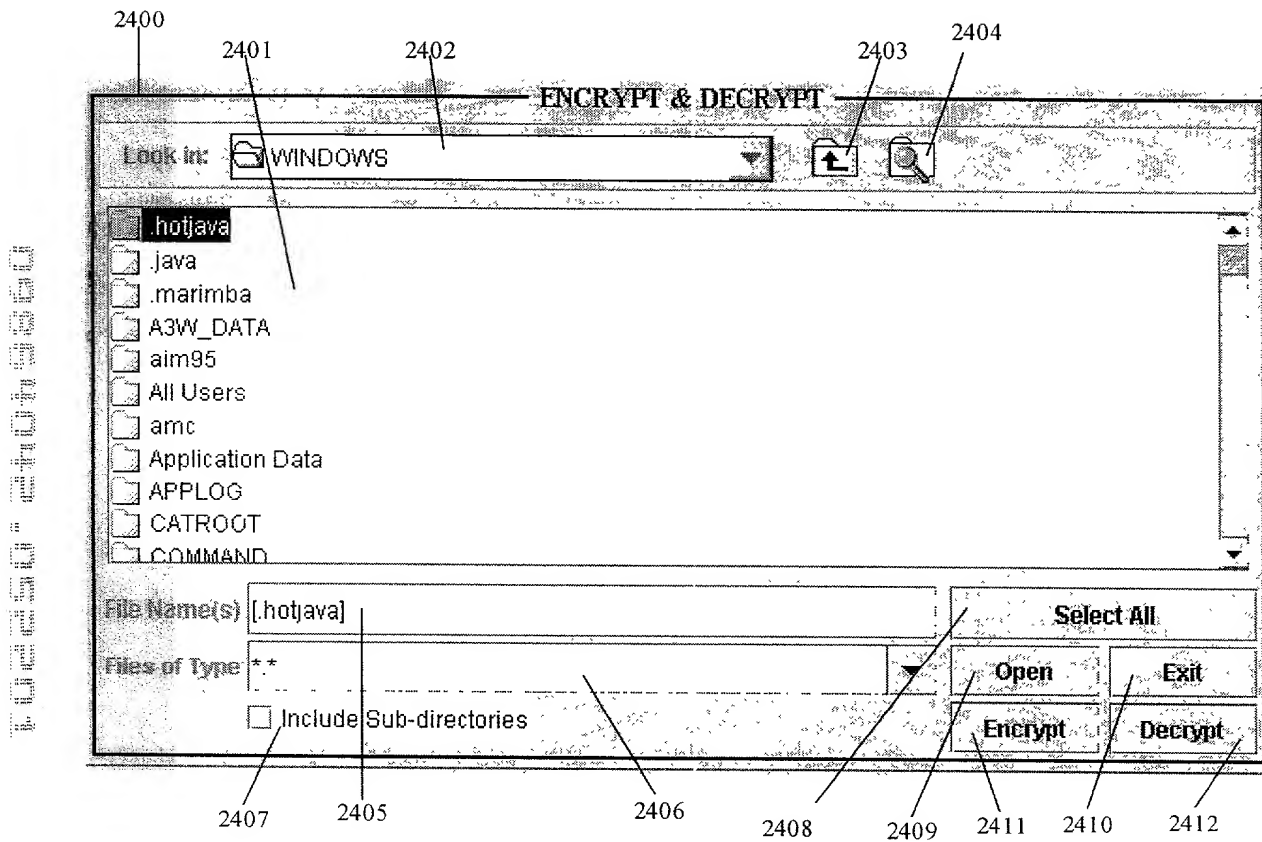 2400
2401 2402 2403 2404
ENCRYPT & DECRYPT
Look in: WINDOWS
.hotjava
.java
.marimba
A3W_DATA
aim95
All Users
amc
Application Data
APPLOG
CATROOT
COMMAND
File Name(s) [.hotjava] Select All
Files of Type *.* Open Exit
Include Sub-directories Encrypt Decrypt
2407 2405 2406 2408 2409 2411 2410 2412